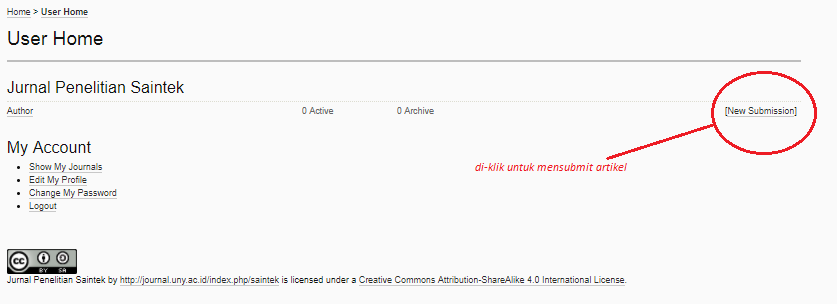 Home > User Home
User Home
Jurnal Penelitian Saintek
Author 0 Active 0 Archive [New Submission]
My Account
Show My Journals
di-klik untuk mensubmit artikel
Edit My Profile
Change My Password
Logout
cc BY SA
Jurnal Penelitian Saintek by http://journal.uny.ac.id/index.php/saintek is licensed under a Creative Commons Attribution-ShareAlike 4.0 International License.